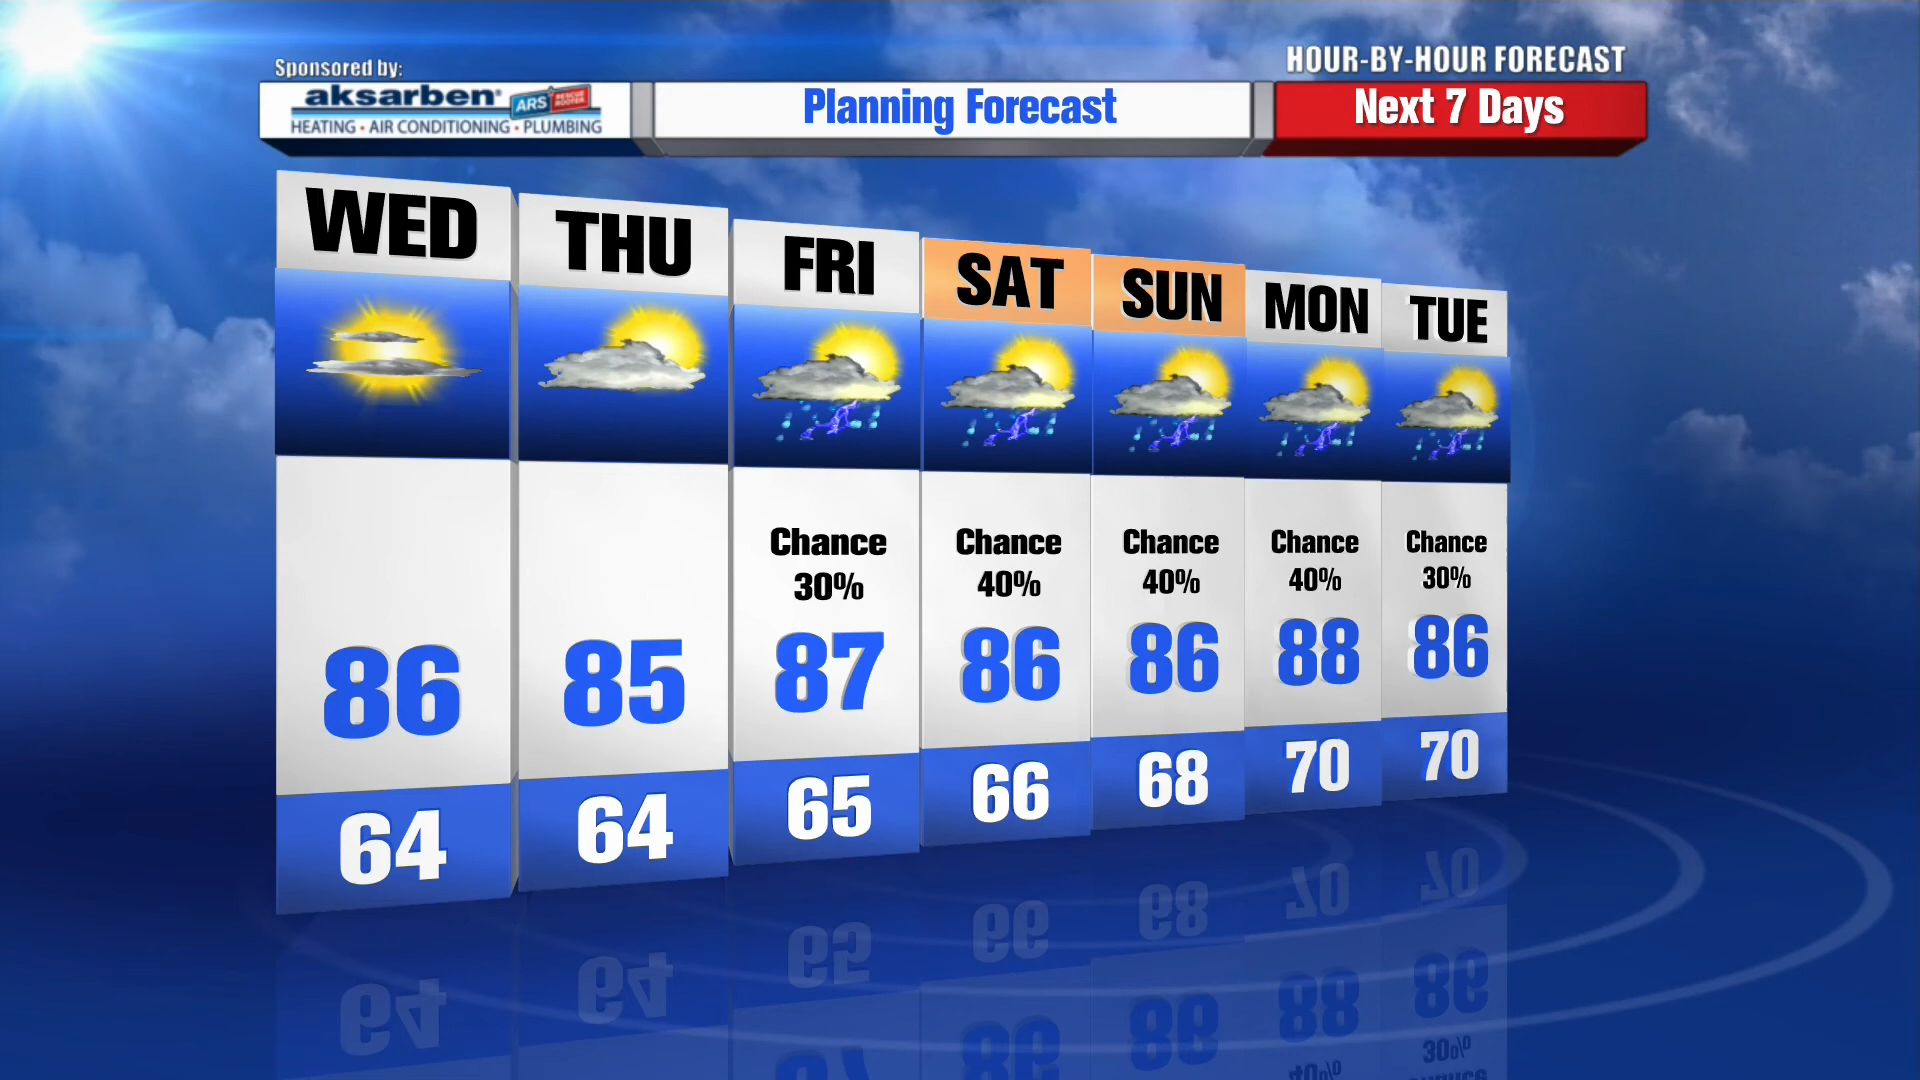 Sponsored by:
aksarben
ARS RESCUE ROOTER
HEATING • AIR CONDITIONING • PLUMBING
Planning Forecast
HOUR-BY-HOUR FORECAST
Next 7 Days
WED
THU
FRI
SAT
SUN
MON
TUE
Chance
30%
Chance
40%
Chance
40%
Chance
40%
Chance
30%
86
85
87
86
86
88
86
64
64
65
66
68
70
70